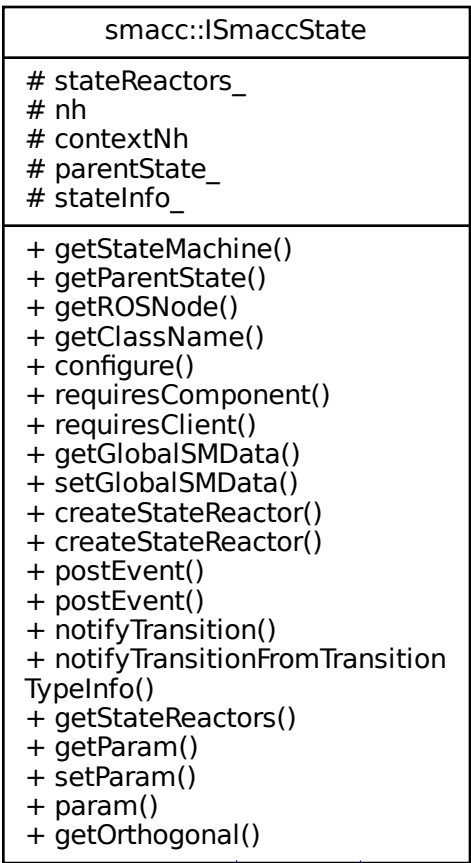 smacc::ISmaccState
# stateReactors_
# nh
# contextNh
# parentState_
# stateInfo_
+ getStateMachine()
+ getParentState()
+ getROSNode()
+ getClassName()
+ configure()
+ requiresComponent()
+ requiresClient()
+ getGlobalSMData()
+ setGlobalSMData()
+ createStateReactor()
+ createStateReactor()
+ postEvent()
+ postEvent()
+ notifyTransition()
+ notifyTransitionFromTransition
TypeInfo()
+ getStateReactors()
+ getParam()
+ setParam()
+ param()
+ getOrthogonal()